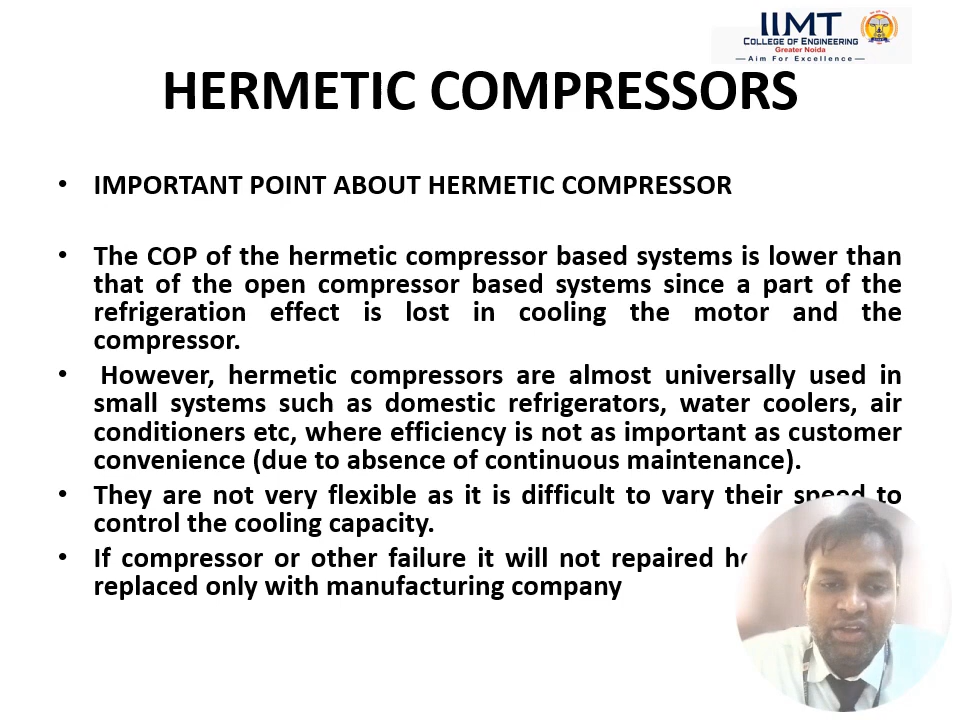 IIMT
COLLEGE OF ENGINEERING
Greater Noida
Aim For Excellence
HERMETIC COMPRESSORS
• IMPORTANT POINT ABOUT HERMETIC COMPRESSOR
• The COP of the hermetic compressor based systems is lower than
that of the open compressor based systems since a part of the
refrigeration effect is lost in cooling the motor and the
compressor.
• However, hermetic compressors are almost universally used in
small systems such as domestic refrigerators, water coolers, air
conditioners etc, where efficiency is not as important as customer
convenience (due to absence of continuous maintenance).
• They are not very flexible as it is difficult to vary their speed to
control the cooling capacity.
• If compressor or other failure it will not repaired
replaced only with manufacturing company